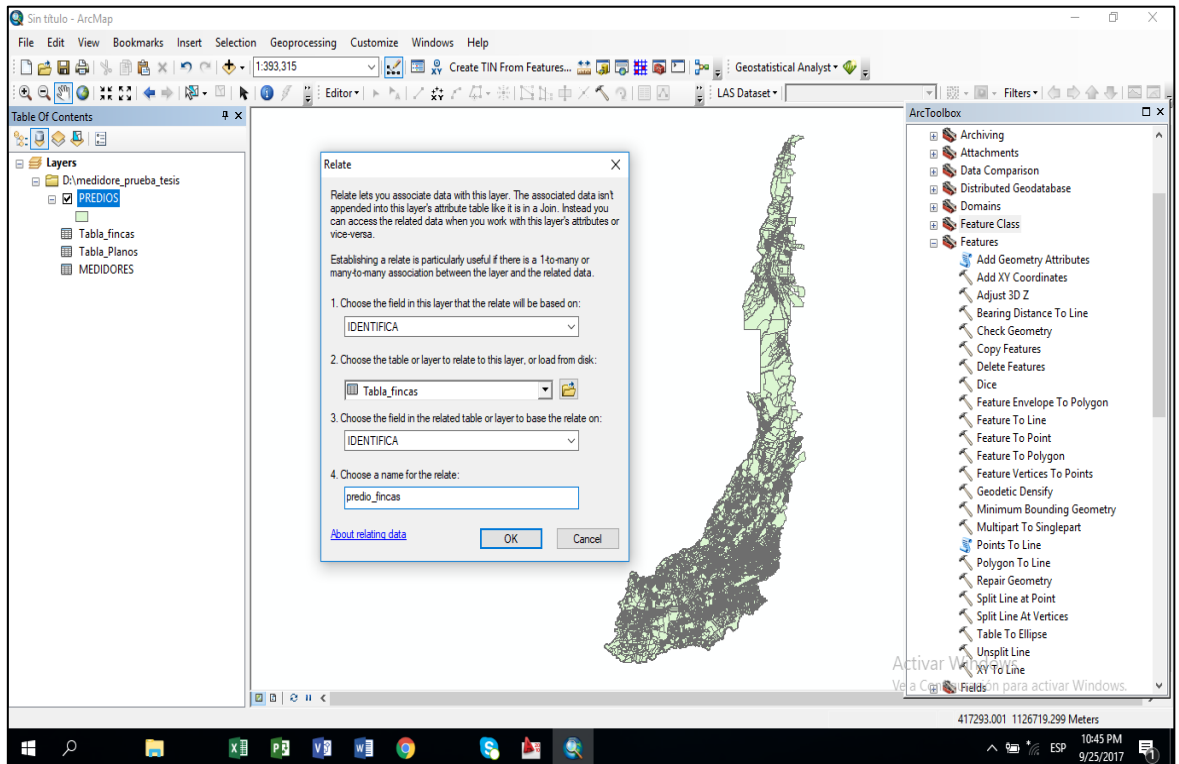 Sin título - ArcMap
File Edit View Bookmarks Insert Selection Geoprocessing Customize Windows Help
1:393,315 Create TIN From Features... Geostatistical Analyst
Editor LAS Dataset Filters
Table Of Contents
Layers
D:\medidore_prueba_tesis
PREDIOS
Tabla_fincas
Tabla_Planos
MEDIDORES
Relate
Relate lets you associate data with this layer. The associated data isn't
appended into this layer's attribute table like it is in a Join. Instead you
can access the related data when you work with this layer's attributes or
vice-versa.
Establishing a relate is particularly useful if there is a 1-to-many or
many-to-many association between the layer and the related data.
1. Choose the field in this layer that the relate will be based on:
IDENTIFICA
2. Choose the table or layer to relate to this layer, or load from disk:
Tabla_fincas
3. Choose the field in the related table or layer to base the relate on:
IDENTIFICA
4. Choose a name for the relate:
predio_fincas
About relating data
OK Cancel
ArcToolbox
Archiving
Attachments
Data Comparison
Distributed Geodatabase
Domains
Feature Class
Features
Add Geometry Attributes
Add XY Coordinates
Adjust 3D Z
Bearing Distance To Line
Check Geometry
Copy Features
Delete Features
Dice
Feature Envelope To Polygon
Feature To Line
Feature To Point
Feature To Polygon
Feature Vertices To Points
Geodetic Densify
Minimum Bounding Geometry
Multipart To Singlepart
Points To Line
Polygon To Line
Repair Geometry
Split Line at Point
Split Line At Vertices
Table To Ellipse
Unsplit Line
XY To Line
Fields
Activar Windows
Ve a Configuración para activar Windows.
417293.001 1126719.299 Meters
ESP
10:45 PM
9/25/2017
1